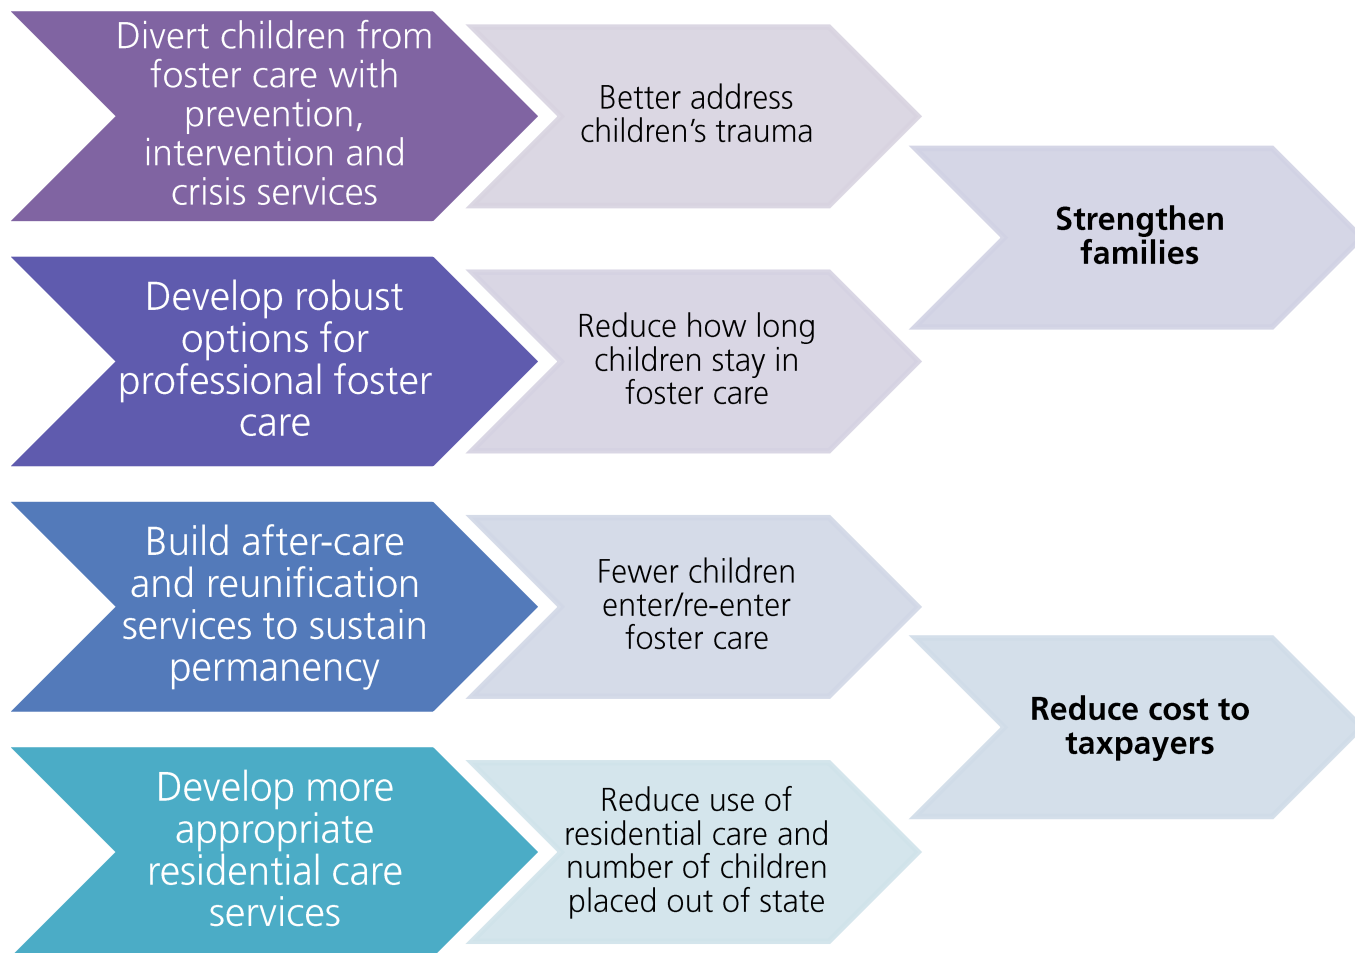 Divert children from
foster care with
prevention,
intervention and
crisis services
Better address
children’s trauma
Strengthen
families
Develop robust
options for
professional foster
care
Reduce how long
children stay in
foster care
Build after-care
and reunification
services to sustain
permanency
Fewer children
enter/re-enter
foster care
Reduce cost to
taxpayers
Develop more
appropriate
residential care
services
Reduce use of
residential care and
number of children
placed out of state